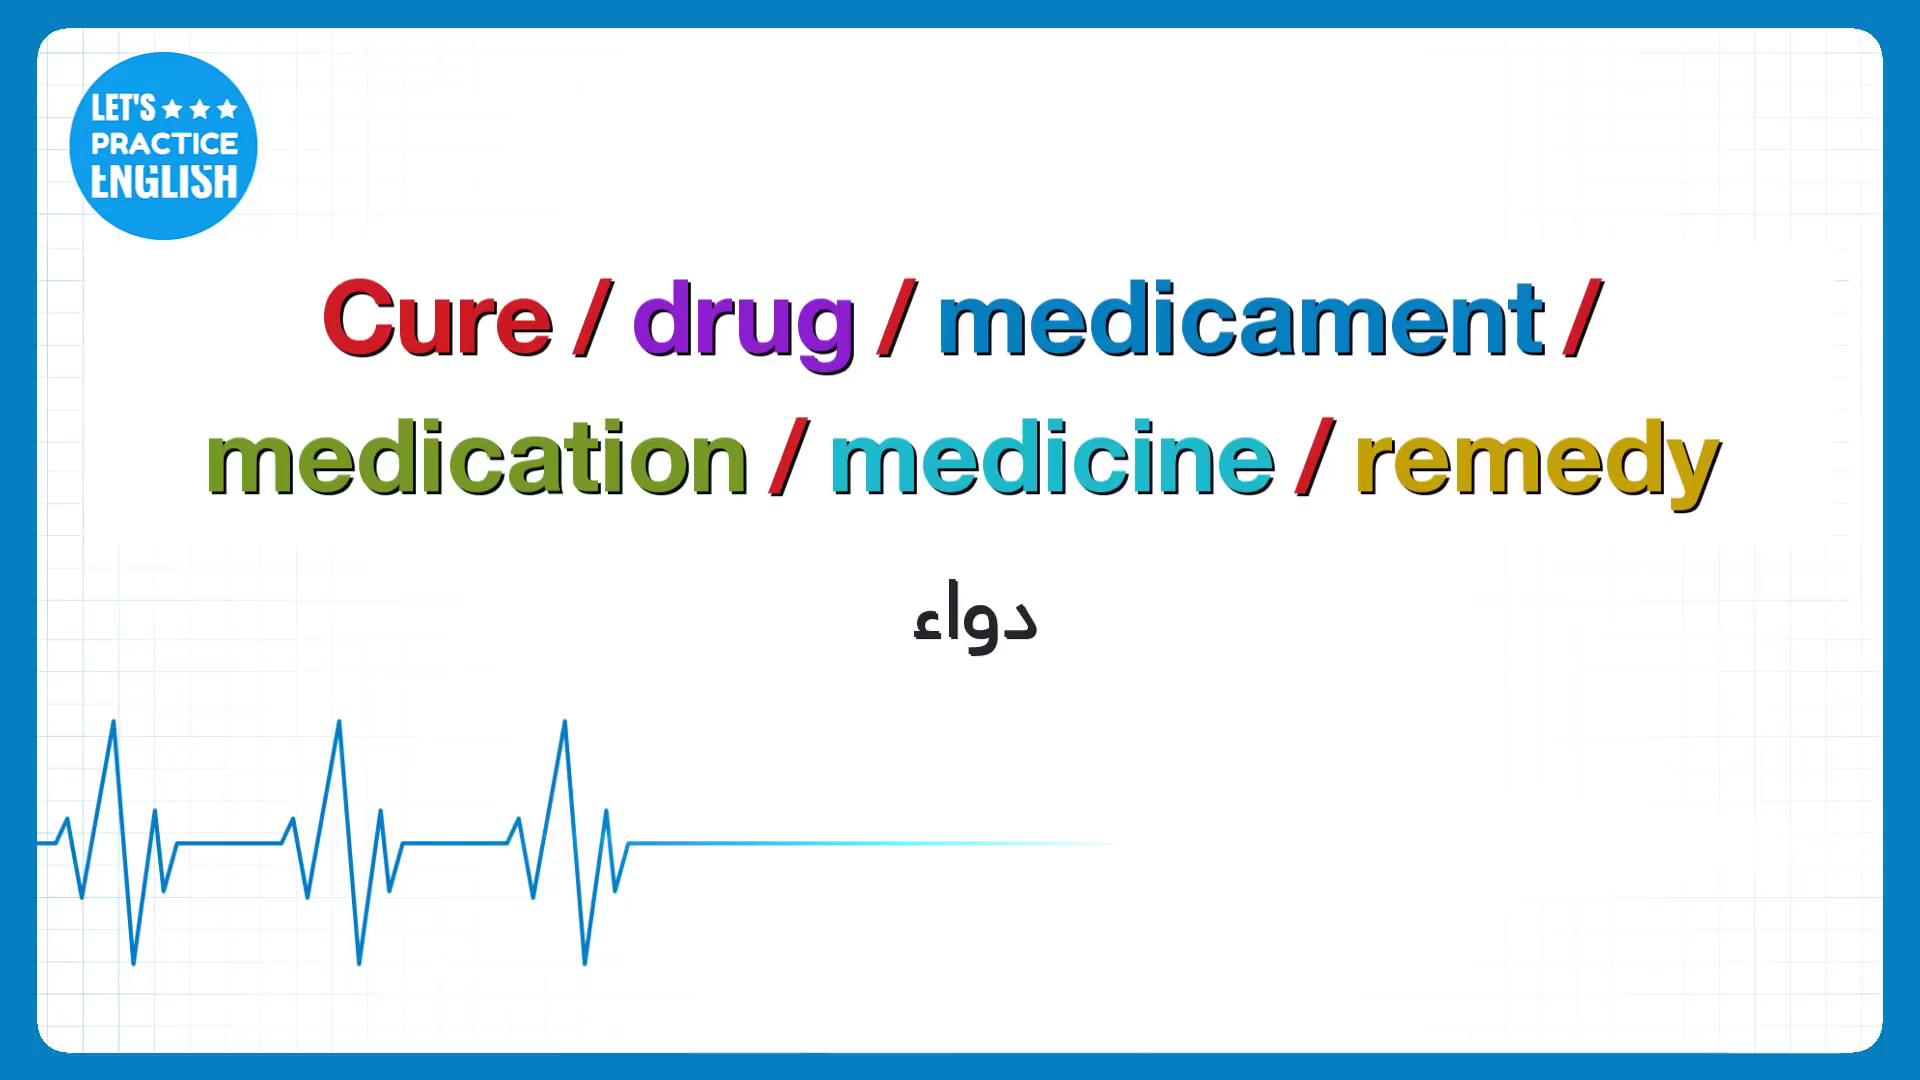 LET'S
PRACTICE
ENGLISH
Cure / drug / medicament /
medication / medicine / remedy
دواء